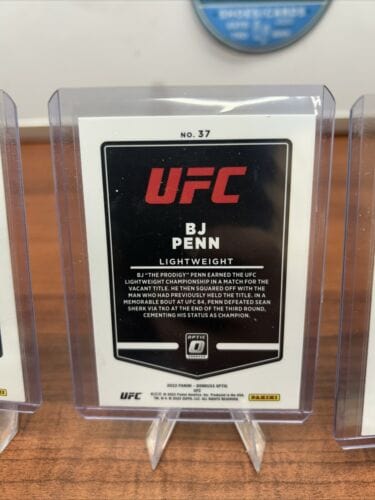 SHOES/CARDS
NO. 37
UFC
BJ
PENN
LIGHTWEIGHT
BJ "THE PRODIGY" PENN EARNED THE UFC
LIGHTWEIGHT CHAMPIONSHIP IN A MATCH FOR THE
VACANT TITLE. HE THEN SQUARED OFF WITH THE
MAN WHO HAD PREVIOUSLY HELD THE TITLE. IN A
MEMORABLE BOUT AT UFC 84, PENN DEFEATED SEAN
SHERK VIA TKO AT THE END OF THE THIRD ROUND,
CEMENTING HIS STATUS AS CHAMPION.
OPTIC
DONRUSS
2022 PANINI - DONRUSS OPTIC
UFC
UFC
PANINI